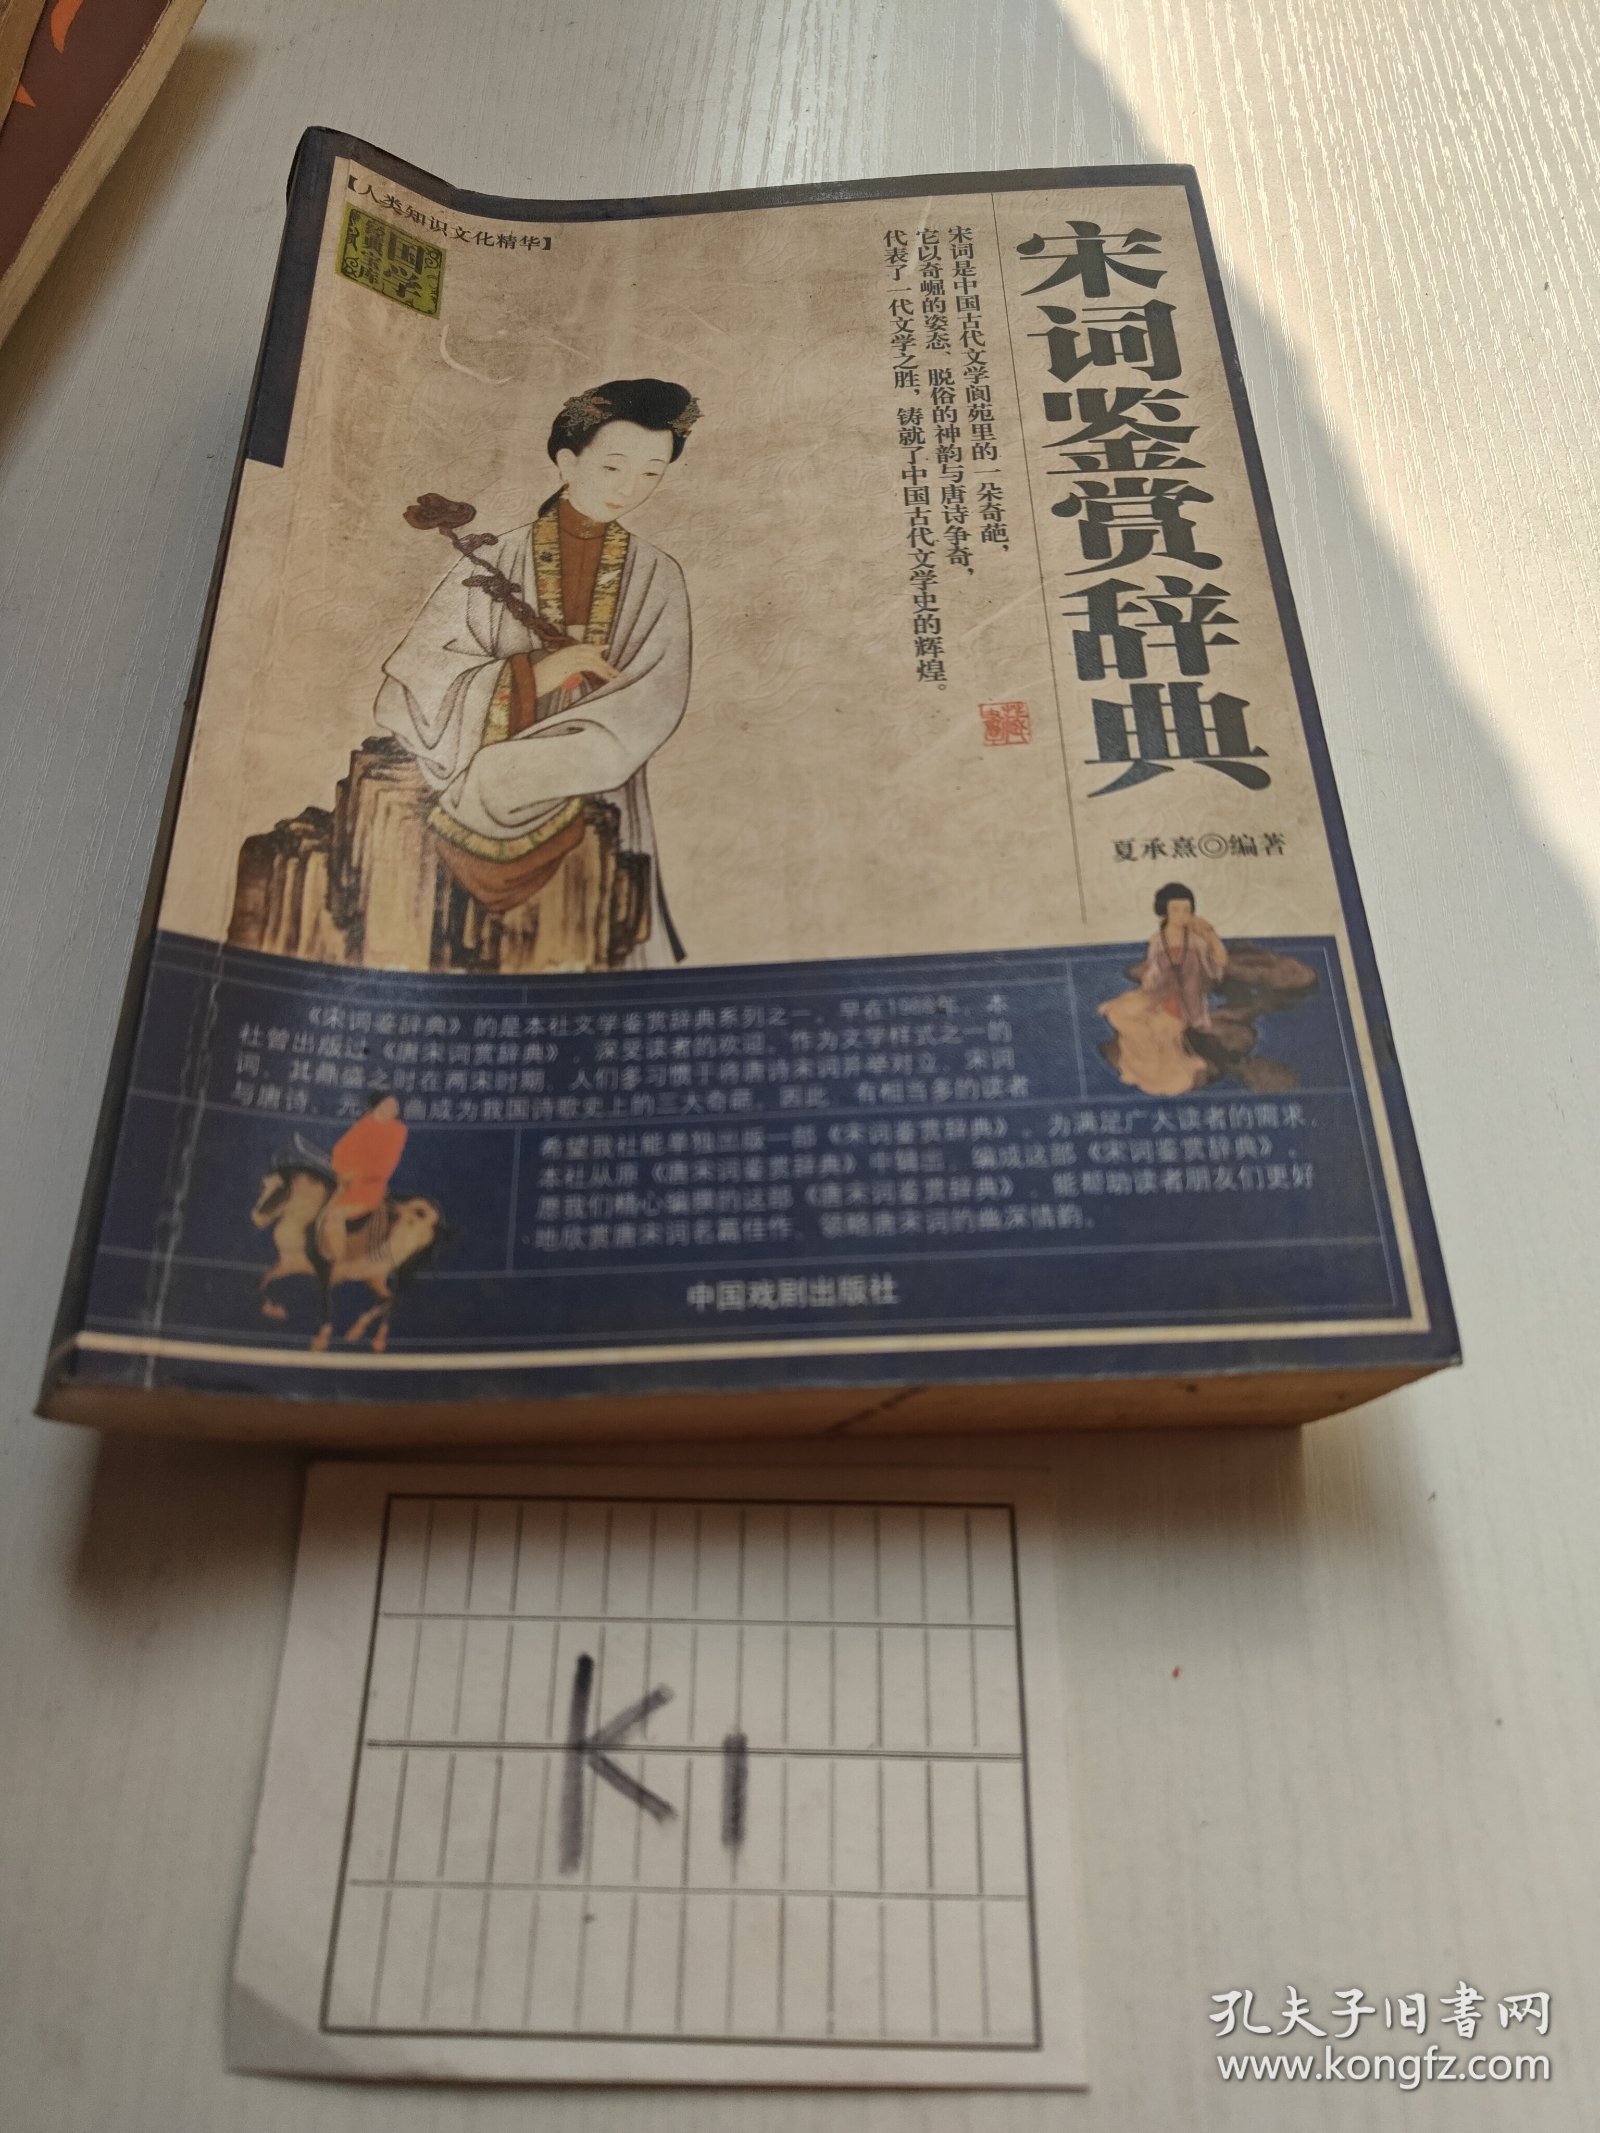 【人类知识文化精华】
国学
经典宝库
宋词鉴赏辞典
宋词是中国古代文学阆苑里的一朵奇葩，
它以奇崛的姿态、脱俗的神韵与唐诗争奇，
代表了一代文学之胜，铸就了中国古代文学史的辉煌。
藏书
夏承熹◎编著
《宋词鉴辞典》的是本社文学鉴赏辞典系列之一。早在1988年，本
社曾出版过《唐宋词赏辞典》，深受读者的欢迎。作为文学样式之一的
词，其鼎盛之时在两宋时期，人们多习惯于将唐诗宋词并举对立，宋词
与唐诗、元 曲成为我国诗歌史上的三大奇葩。因此，有相当多的读者
希望我社能单独出版一部《宋词鉴赏辞典》。为满足广大读者的需求，
本社从原《唐宋词鉴赏辞典》中辑出，编成这部《宋词鉴赏辞典》，
愿我们精心编撰的这部《唐宋词鉴赏辞典》，能帮助读者朋友们更好
地欣赏唐宋词名篇佳作，领略唐宋词的幽深情韵。
中国戏剧出版社
K1
孔夫子旧书网
www.kongfz.com